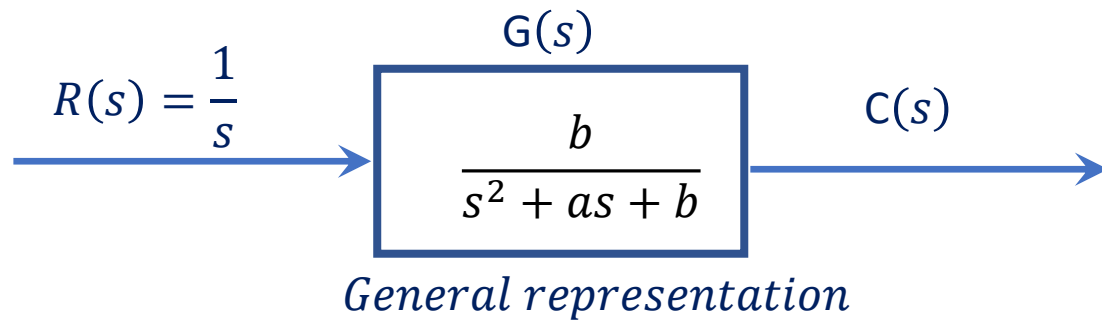 G(s)
R(s) = 1/s
C(s)
b/(s² + as + b)
General representation